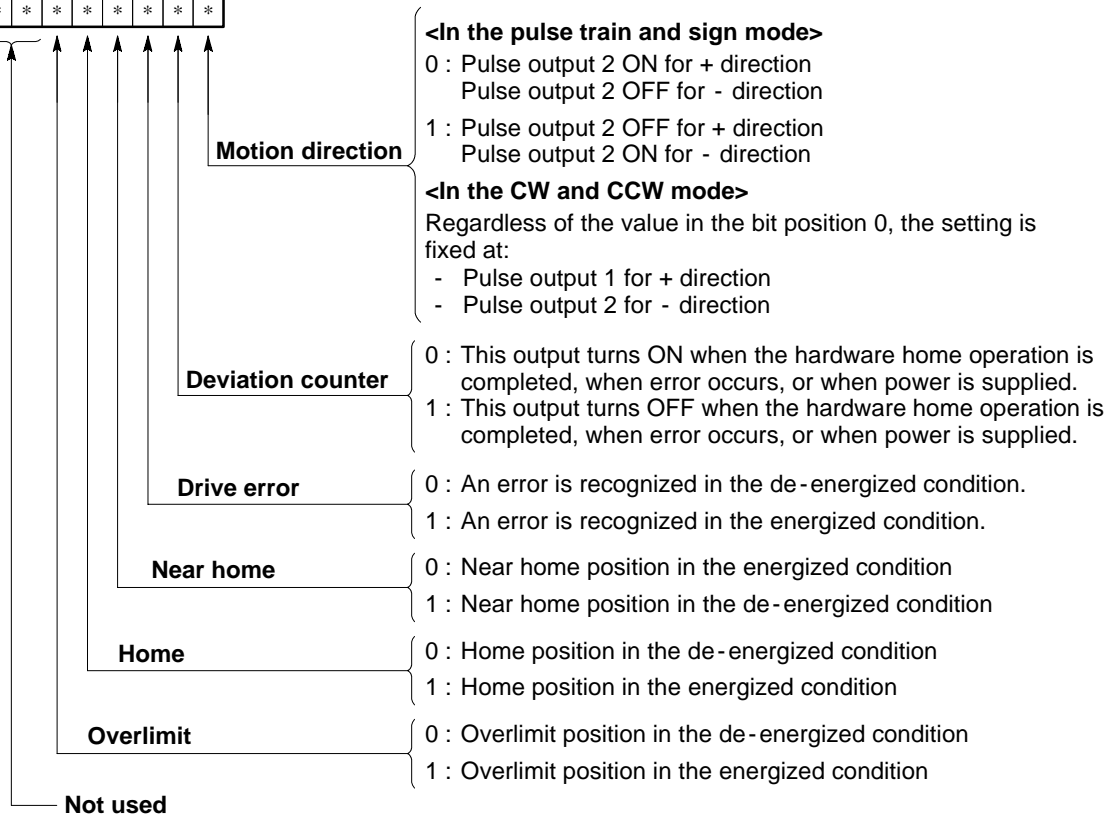 * * * * * * * *
<In the pulse train and sign mode>
0 : Pulse output 2 ON for + direction
Pulse output 2 OFF for - direction
1 : Pulse output 2 OFF for + direction
Pulse output 2 ON for - direction
Motion direction
<In the CW and CCW mode>
Regardless of the value in the bit position 0, the setting is
fixed at:
- Pulse output 1 for + direction
- Pulse output 2 for - direction
Deviation counter
0 : This output turns ON when the hardware home operation is
completed, when error occurs, or when power is supplied.
1 : This output turns OFF when the hardware home operation is
completed, when error occurs, or when power is supplied.
Drive error
0 : An error is recognized in the de-energized condition.
1 : An error is recognized in the energized condition.
Near home
0 : Near home position in the energized condition
1 : Near home position in the de-energized condition
Home
0 : Home position in the de-energized condition
1 : Home position in the energized condition
Overlimit
0 : Overlimit position in the de-energized condition
1 : Overlimit position in the energized condition
Not used